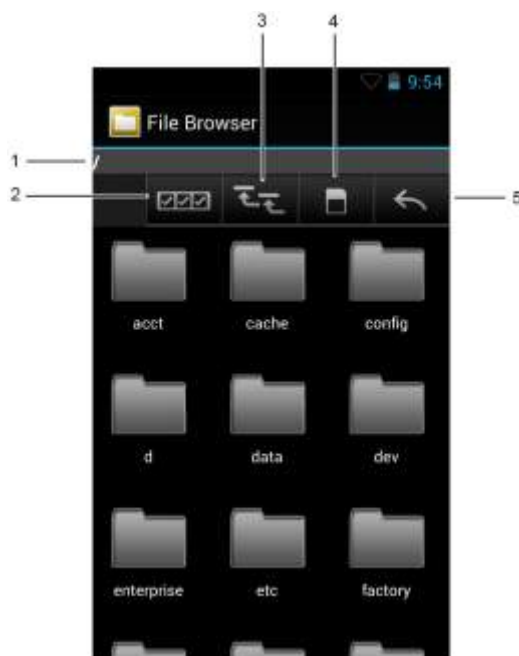 3 4
9:54
File Browser
1 /
2 5
acct cache config
d data dev
enterprise etc factory